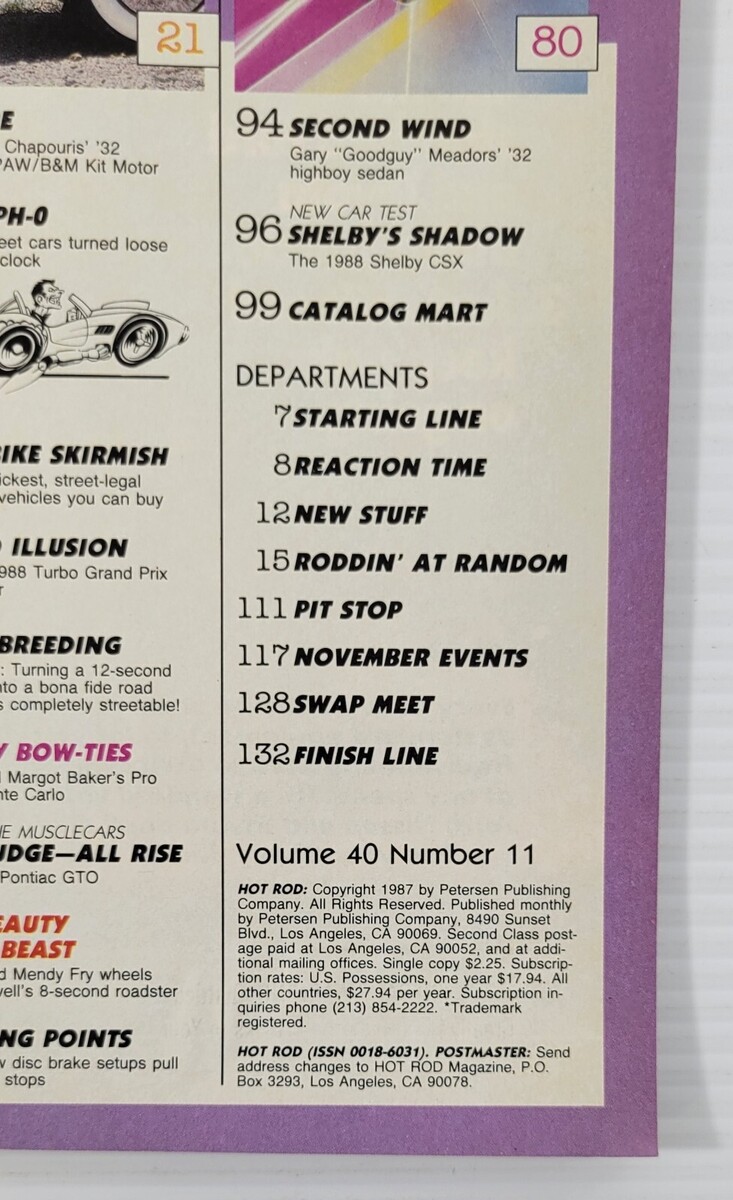 21
E
Chapouris' '32
PAW/B&M Kit Motor
PH-0
eet cars turned loose
clock
IKE SKIRMISH
ickest, street-legal
vehicles you can buy
ILLUSION
988 Turbo Grand Prix
r
BREEDING
: Turning a 12-second
nto a bona fide road
s completely streetable!
Y BOW-TIES
Margot Baker's Pro
nte Carlo
E MUSCLECARS
UDGE—ALL RISE
Pontiac GTO
EAUTY
BEAST
d Mendy Fry wheels
well's 8-second roadster
NG POINTS
w disc brake setups pull
stops
80
94 SECOND WIND
Gary "Goodguy" Meadors' '32
highboy sedan
NEW CAR TEST
96 SHELBY'S SHADOW
The 1988 Shelby CSX
99 CATALOG MART
DEPARTMENTS
7 STARTING LINE
8 REACTION TIME
12 NEW STUFF
15 RODDIN' AT RANDOM
111 PIT STOP
117 NOVEMBER EVENTS
128 SWAP MEET
132 FINISH LINE
Volume 40 Number 11
HOT ROD: Copyright 1987 by Petersen Publishing
Company. All Rights Reserved. Published monthly
by Petersen Publishing Company, 8490 Sunset
Blvd., Los Angeles, CA 90069. Second Class post-
age paid at Los Angeles, CA 90052, and at addi-
tional mailing offices. Single copy $2.25. Subscrip-
tion rates: U.S. Possessions, one year $17.94. All
other countries, $27.94 per year. Subscription in-
quiries phone (213) 854-2222. *Trademark
registered.
HOT ROD (ISSN 0018-6031). POSTMASTER: Send
address changes to HOT ROD Magazine, P.O.
Box 3293, Los Angeles, CA 90078.